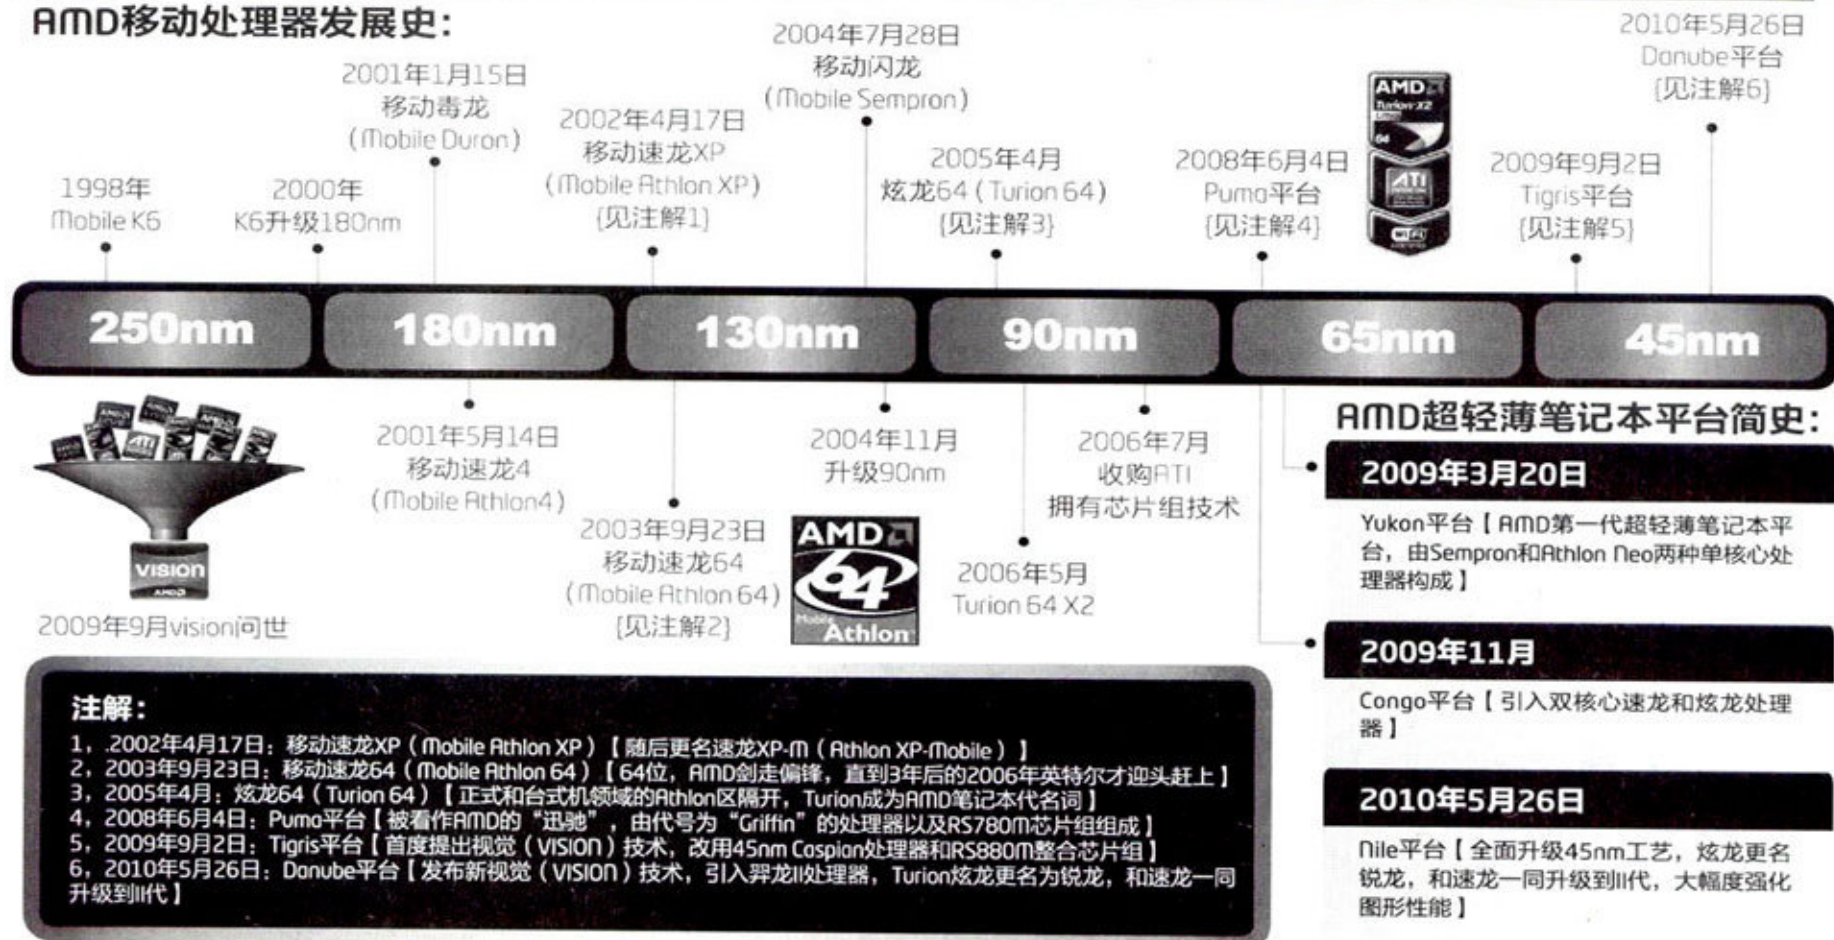 AMD移动处理器发展史：
1998年
Mobile K6
2000年
K6升级180nm
2001年1月15日
移动毒龙
（Mobile Duron）
2002年4月17日
移动速龙XP
（Mobile Athlon XP）
{见注解1}
2004年7月28日
移动闪龙
（Mobile Sempron）
2005年4月
炫龙64（Turion 64）
{见注解3}
2008年6月4日
Puma平台
{见注解4}
AMD
Turion X2
64
ATI
WiFi
2009年9月2日
Tigris平台
{见注解5}
2010年5月26日
Danube平台
{见注解6}
250nm
180nm
130nm
90nm
65nm
45nm
ATI
VISION
AMD
2009年9月vision问世
2001年5月14日
移动速龙4
（Mobile Athlon4）
2003年9月23日
移动速龙64
（Mobile Athlon 64）
{见注解2}
2004年11月
升级90nm
AMD
64
Mobile
Athlon
2006年5月
Turion 64 X2
2006年7月
收购ATI
拥有芯片组技术
AMD超轻薄笔记本平台简史：
2009年3月20日
Yukon平台【AMD第一代超轻薄笔记本平
台，由Sempron和Athlon Neo两种单核心处
理器构成】
2009年11月
Congo平台【引入双核心速龙和炫龙处理
器】
2010年5月26日
Nile平台【全面升级45nm工艺，炫龙更名
锐龙，和速龙一同升级到II代，大幅度强化
图形性能】
注解：
1，.2002年4月17日：移动速龙XP（Mobile Athlon XP）【随后更名速龙XP-M（Athlon XP-Mobile）】
2，2003年9月23日：移动速龙64（Mobile Athlon 64）【64位，AMD剑走偏锋，直到3年后的2006年英特尔才迎头赶上】
3，2005年4月：炫龙64（Turion 64）【正式和台式机领域的Athlon区隔开，Turion成为AMD笔记本代名词】
4，2008年6月4日：Puma平台【被看作AMD的“迅驰”，由代号为“Griffin”的处理器以及RS780M芯片组组成】
5，2009年9月2日：Tigris平台【首度提出视觉（VISION）技术，改用45nm Caspian处理器和RS880M整合芯片组】
6，2010年5月26日：Danube平台【发布新视觉（VISION）技术，引入羿龙II处理器，Turion炫龙更名为锐龙，和速龙一同
升级到II代】